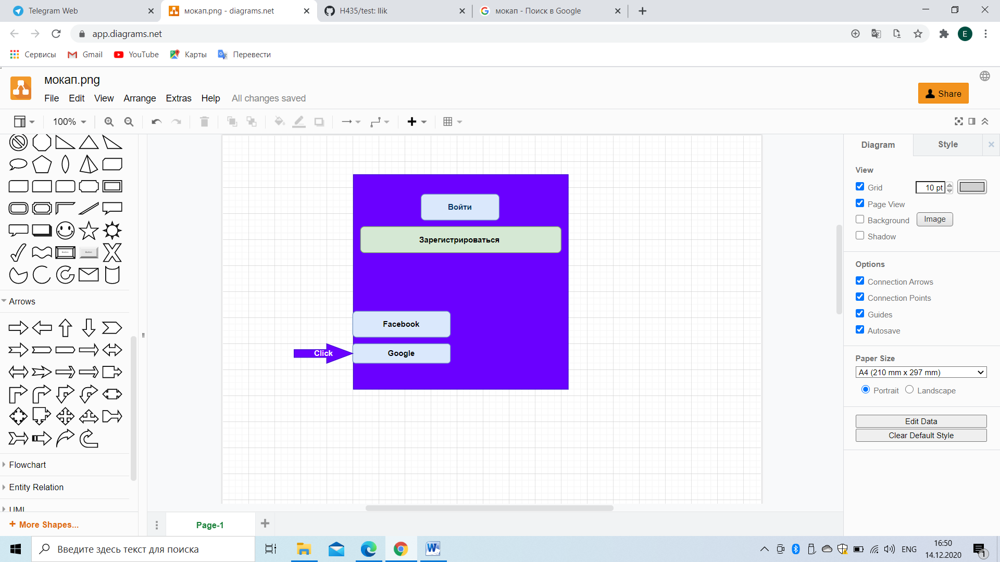 Telegram Web
мокап.png - diagrams.net
H435/test: llik
мокап - Поиск в Google
app.diagrams.net
E
Сервисы
Gmail
YouTube
Карты
Перевести
мокап.png
File Edit View Arrange Extras Help All changes saved
Share
100%
Diagram
Style
View
Grid
10 pt
Page View
Background
Image
Shadow
Options
Connection Arrows
Connection Points
Guides
Autosave
Paper Size
A4 (210 mm x 297 mm)
Portrait
Landscape
Edit Data
Clear Default Style
Войти
Зарегистрироваться
Facebook
Click
Google
Arrows
Flowchart
Entity Relation
UML
+ More Shapes...
Page-1
Введите здесь текст для поиска
ENG
16:50
14.12.2020
1